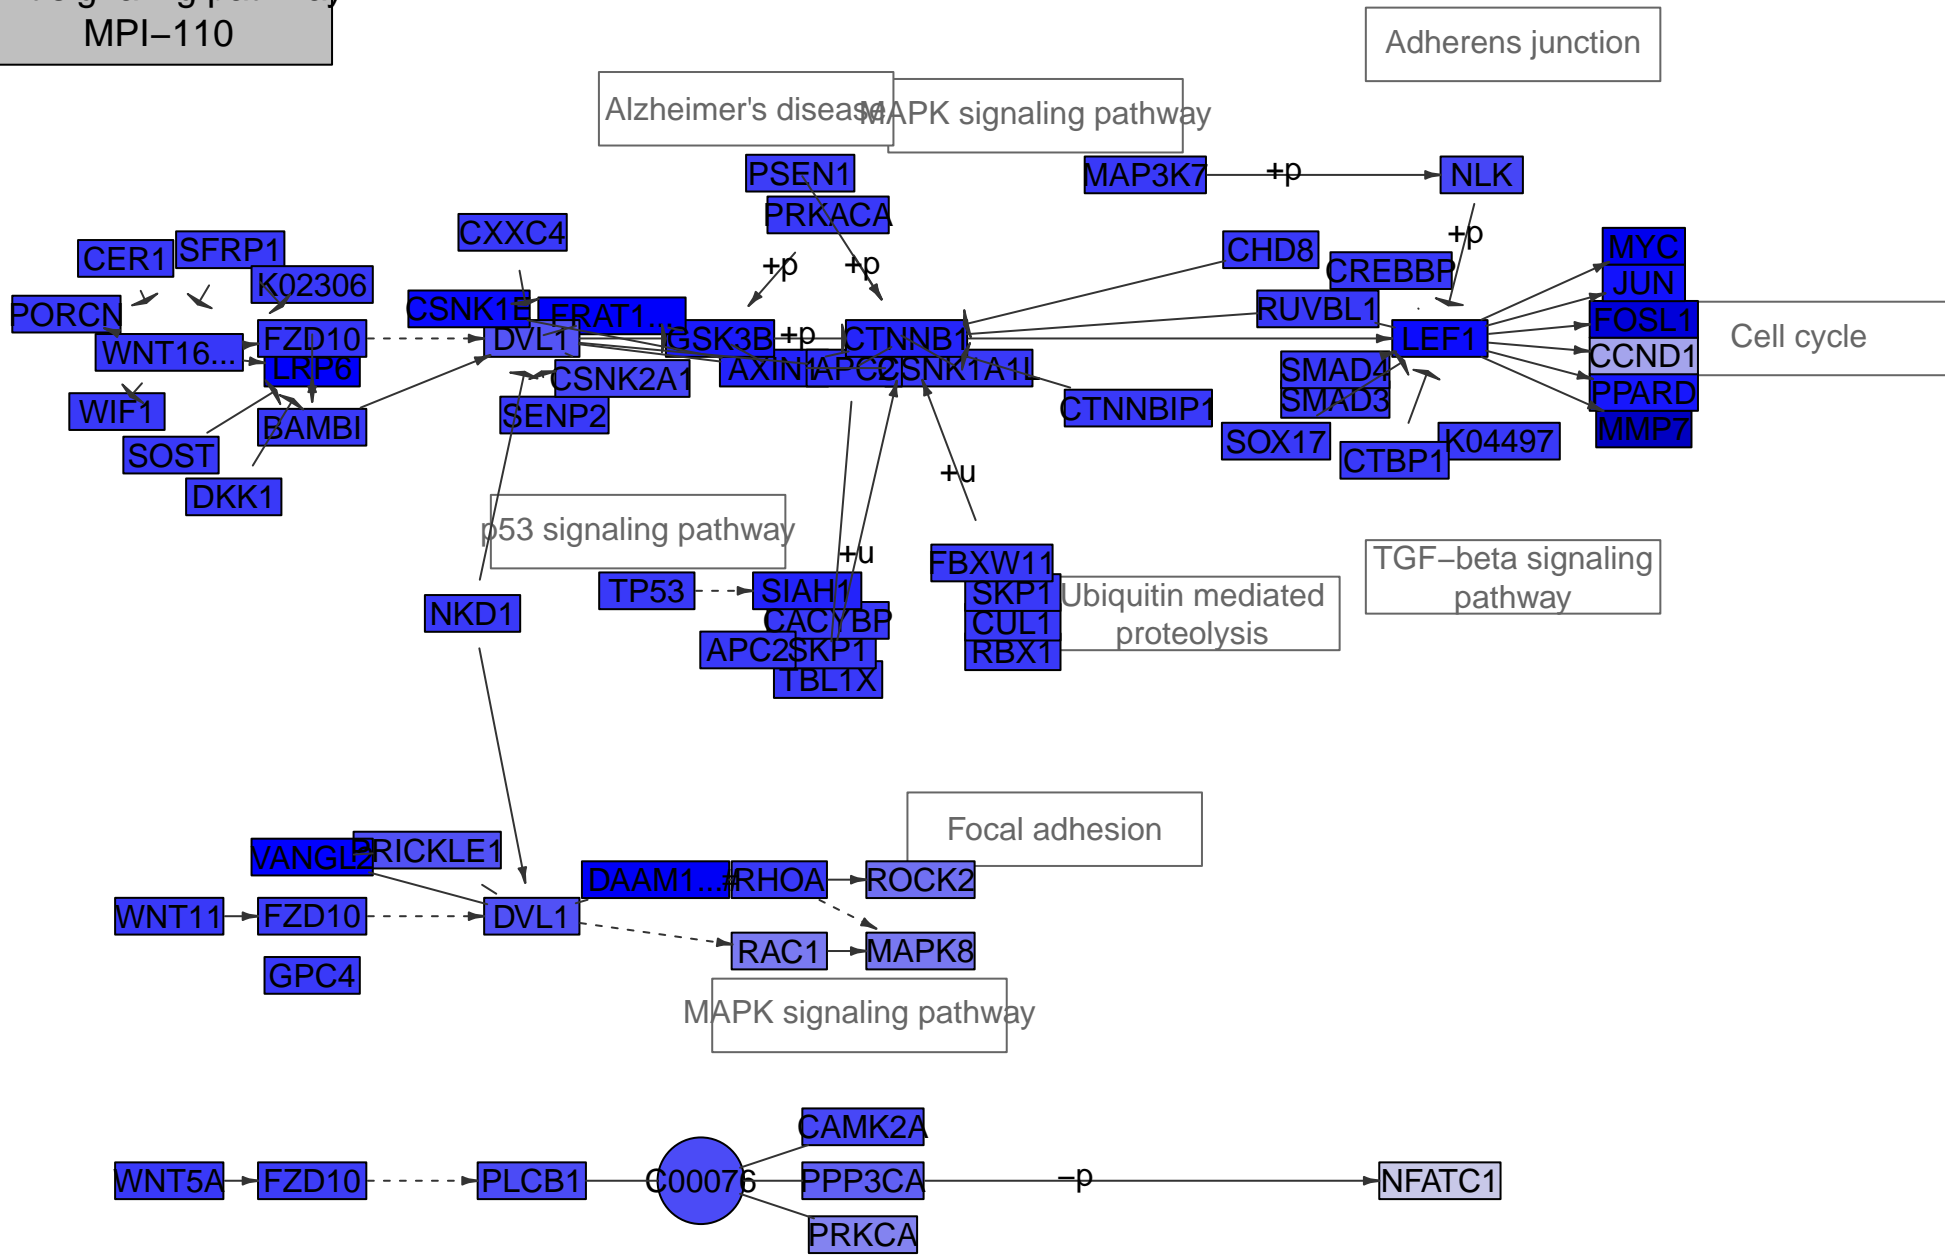 MPI−110
Adherens junction
Alzheimer's disease
MAPK signaling pathway
PSEN1
MAP3K7
+p
NLK
PRKACA
CXXC4
CER1
SFRP1
K02306
+p
+p
CHD8
CREBBP
+p
MYC
JUN
PORCN
CSNK1E
FRAT1...
RUVBL1
FOSL1
WNT16...
FZD10
DVL1
GSK3B
+p
CTNNB1
LEF1
CCND1
Cell cycle
LRP6
CSNK2A1
AXIN1
APC2
CSNK1A1L
SMAD4
PPARD
WIF1
BAMBI
SENP2
CTNNBIP1
SMAD3
MMP7
SOST
SOX17
CTBP1
K04497
DKK1
+u
p53 signaling pathway
+u
FBXW11
TGF−beta signaling
pathway
TP53
SIAH1
SKP1
Ubiquitin mediated
proteolysis
NKD1
CACYBP
CUL1
APC2
SKP1
RBX1
TBL1X
Focal adhesion
VANGL2
PRICKLE1
DAAM1...
RHOA
ROCK2
WNT11
FZD10
DVL1
RAC1
MAPK8
GPC4
MAPK signaling pathway
CAMK2A
WNT5A
FZD10
PLCB1
C00076
PPP3CA
−p
NFATC1
PRKCA